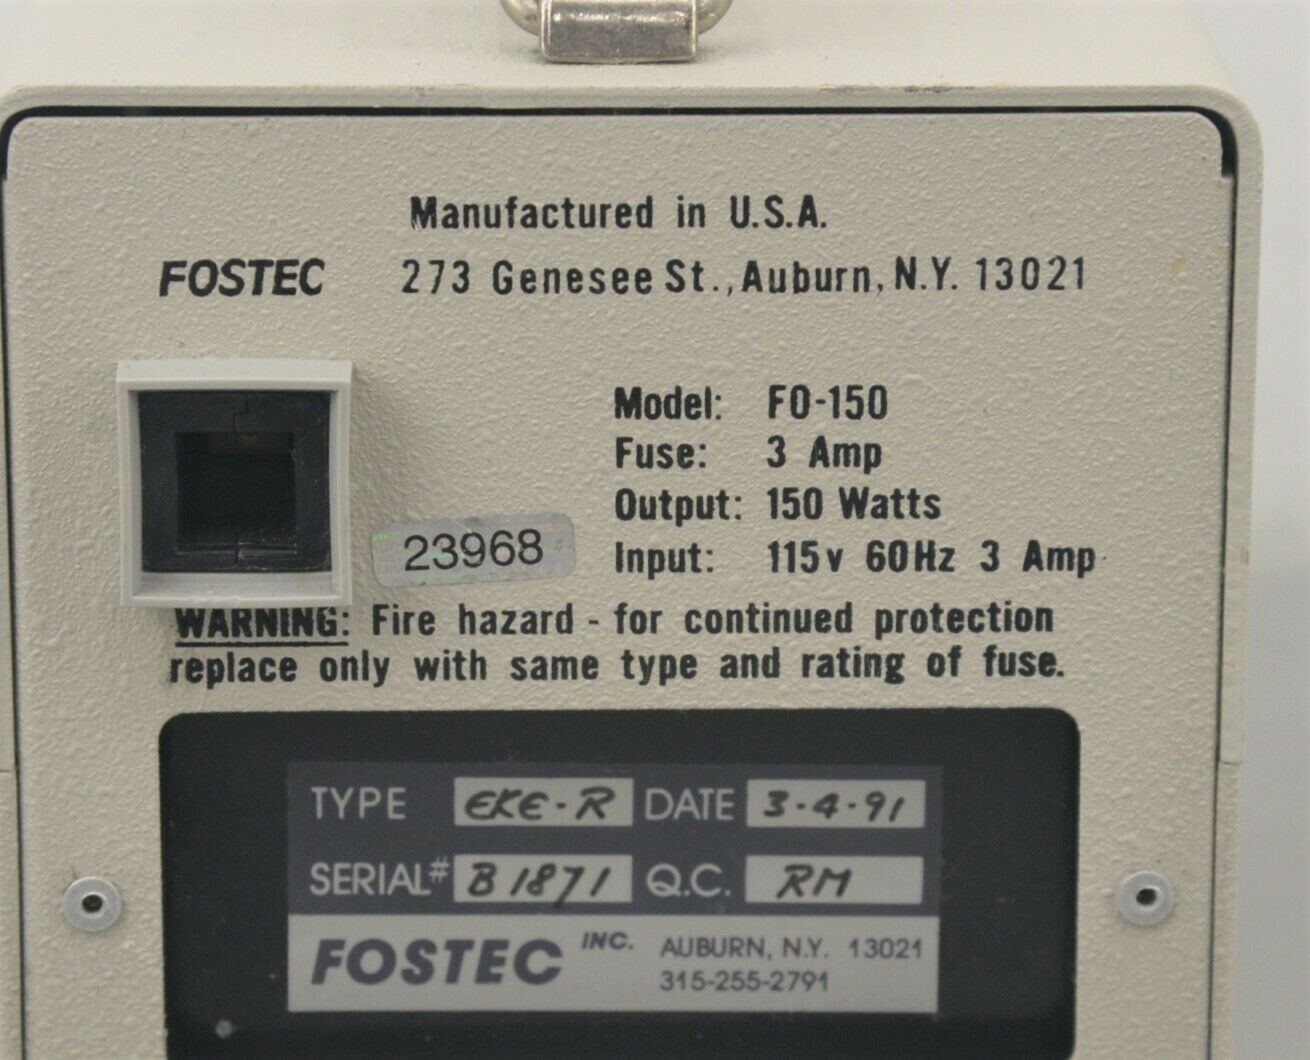 Manufactured in U.S.A.
FOSTEC 273 Genesee St., Auburn, N.Y. 13021
Model: FO-150
Fuse: 3 Amp
Output: 150 Watts
23968
Input: 115v 60Hz 3 Amp
WARNING: Fire hazard - for continued protection
replace only with same type and rating of fuse.
TYPE EKE-R DATE 3-4-91
SERIAL# B1871 Q.C. RM
FOSTEC INC. AUBURN, N.Y. 13021
315-255-2791